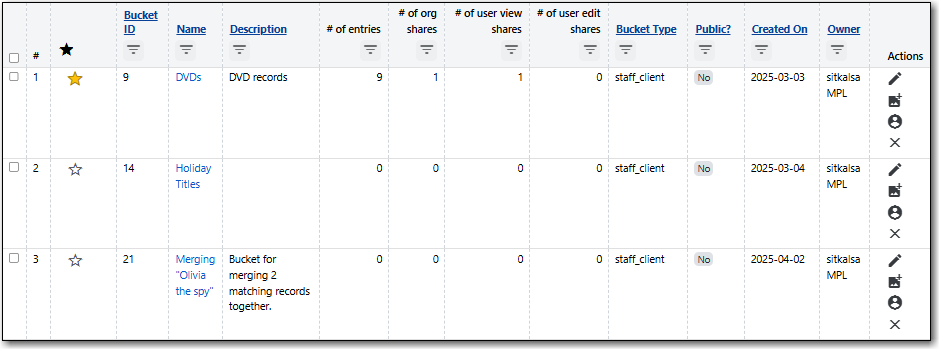 # Bucket ID Name Description # of entries # of org shares # of user view shares # of user edit shares Bucket Type Public? Created On Owner Actions
1 9 DVDs DVD records 9 1 1 0 staff_client No 2025-03-03 sitkalsa
MPL
2 14 Holiday 0 0 0 0 staff_client No 2025-03-04 sitkalsa
Titles MPL
3 21 Merging Bucket for 0 0 0 0 staff_client No 2025-04-02 sitkalsa
"Olivia merging 2 MPL
the spy" matching records
together.